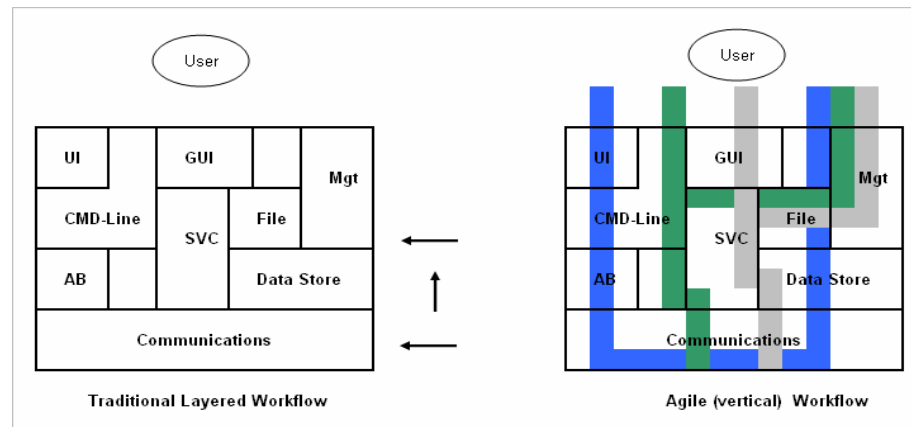 User
UI
GUI
Mgt
CMD-Line
SVC
File
AB
Data Store
Communications
Traditional Layered Workflow
User
UI
GUI
Mgt
CMD-Line
SVC
File
AB
Data Store
Communications
Agile (vertical) Workflow